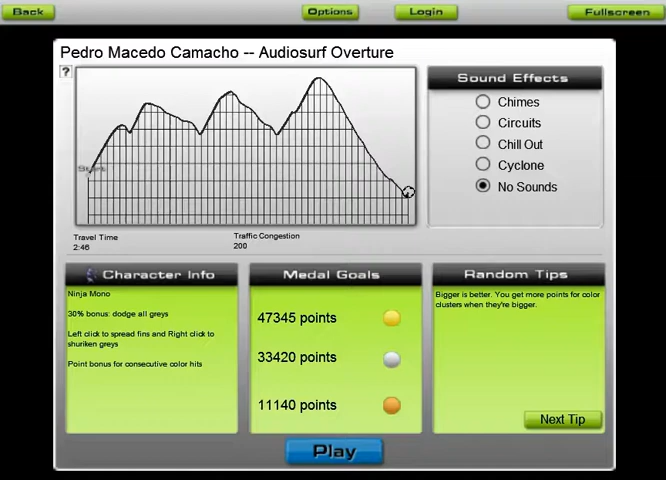 Back
Options
Login
Fullscreen
Pedro Macedo Camacho -- Audiosurf Overture
?
Start
Travel Time
2:46
Traffic Congestion
200
Sound Effects
Chimes
Circuits
Chill Out
Cyclone
No Sounds
Character Info
Ninja Mono
30% bonus: dodge all greys
Left click to spread fins and Right click to
shuriken greys
Point bonus for consecutive color hits
Medal Goals
47345 points
33420 points
11140 points
Random Tips
Bigger is better. You get more points for color
clusters when they're bigger.
Next Tip
Play